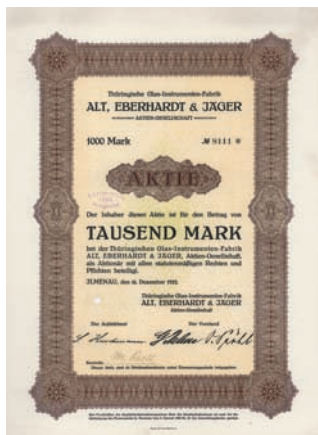 Thüringische Glas-Instrumenten-Fabrik
ALT, EBERHARDT & JÄGER
AKTIEN-GESELLSCHAFT
1000 Mark № 8111 *
AKTIE
Der Inhaber dieser Aktie ist für den Betrag von
TAUSEND MARK
bei der Thüringischen Glas-Instrumenten-Fabrik
ALT, EBERHARDT & JÄGER, Aktien-Gesellschaft,
als Aktionär mit allen statutenmäßigen Rechten und
Pflichten beteiligt.
JLMENAU, den Dezember
Thüringische Glas-Instrumenten-Fabrik
ALT, EBERHARDT & JÄGER
Aktien-Gesellschaft
Der Aufsichtsrat Der Vorstand